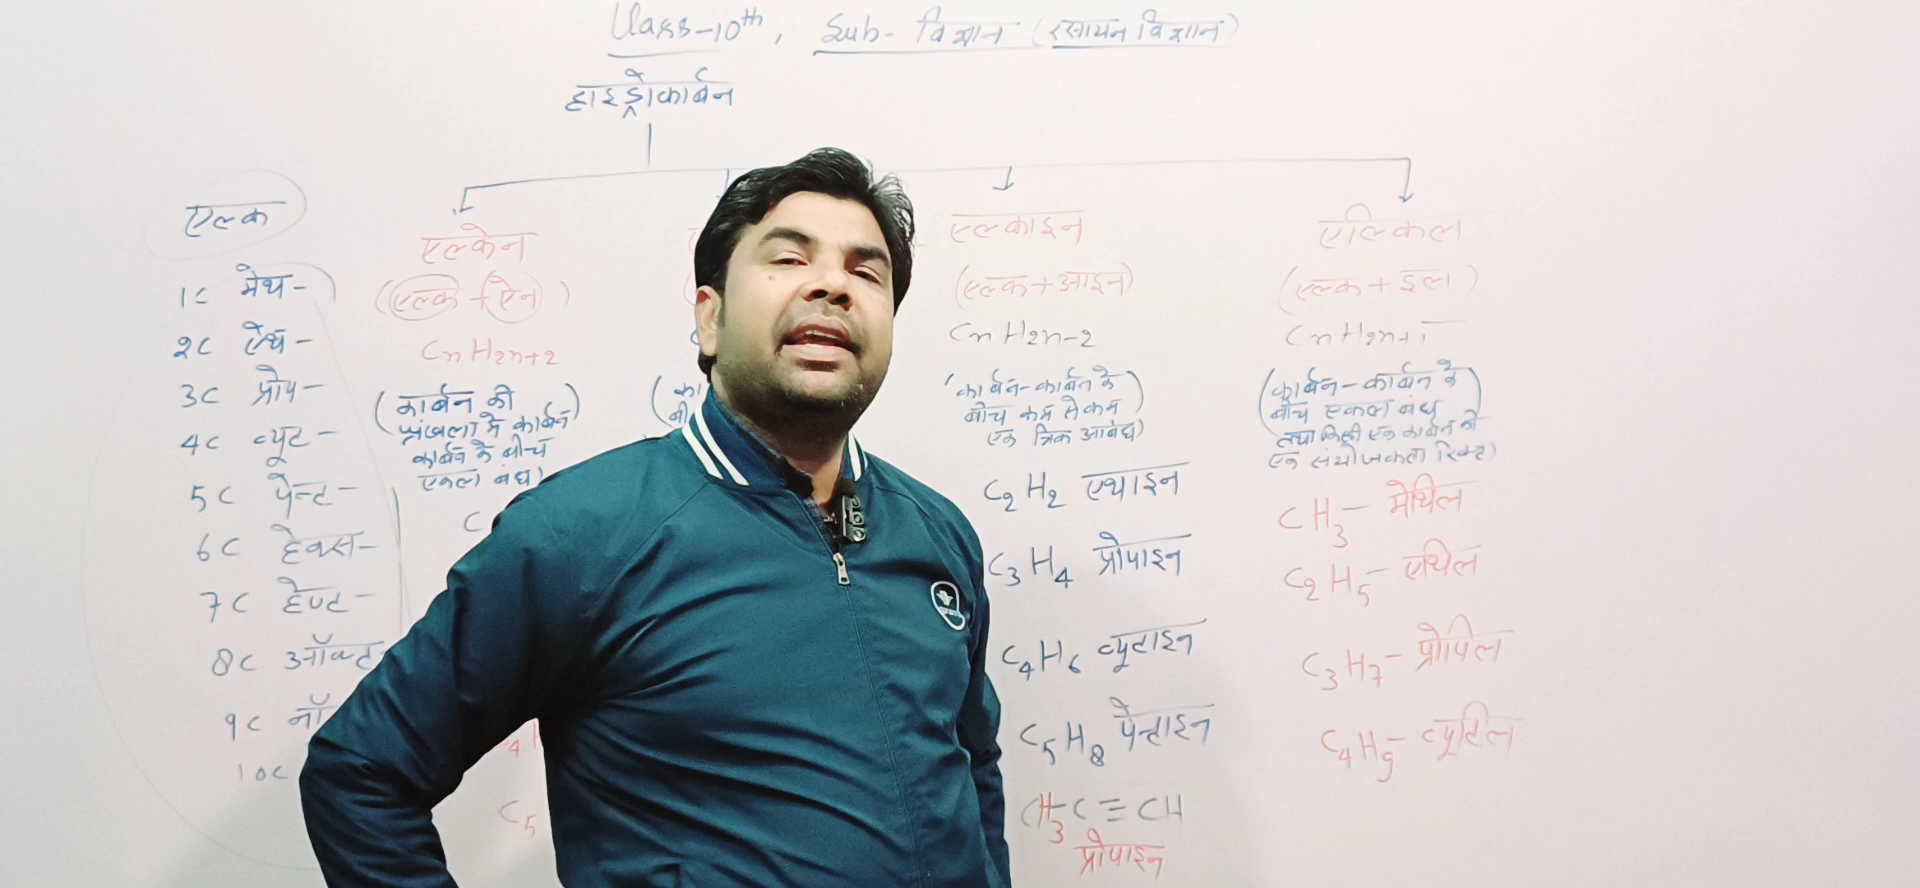 Class-10th, Sub- विज्ञान (रसायन विज्ञान)
हाइड्रोकार्बन
एल्क
1C मेथ-
2C ऐथ-
3C प्रोप-
4C ब्यूट-
5C पेन्ट-
6C हेक्स-
7C हेप्ट-
8C ऑक्ट
9C नॉ
10C
एल्केन
(एल्क+ऐन)
CnH2n+2
(कार्बन की
श्रंखला में कार्बन
कार्बन के बीच
एकल बंध)
C
4H
C5
(का
बी
एल्काइन
(एल्क+आइन)
CnH2n-2
(कार्बन-कार्बन के
बीच कम से कम
एक त्रिक आबंध)
C2H2 एथाइन
C3H4 प्रोपाइन
C4H6 ब्यूटाइन
C5H8 पेन्टाइन
CH3-C≡CH
प्रोपाइन
एल्किल
(एल्क+इल)
CnH2n+1
(कार्बन-कार्बन के
बीच एकल बंध
तथा किसी एक कार्बन की
एक संयोजकता रिक्त)
CH3- मेथिल
C2H5- एथिल
C3H7- प्रोपिल
C4H9- ब्यूटिल